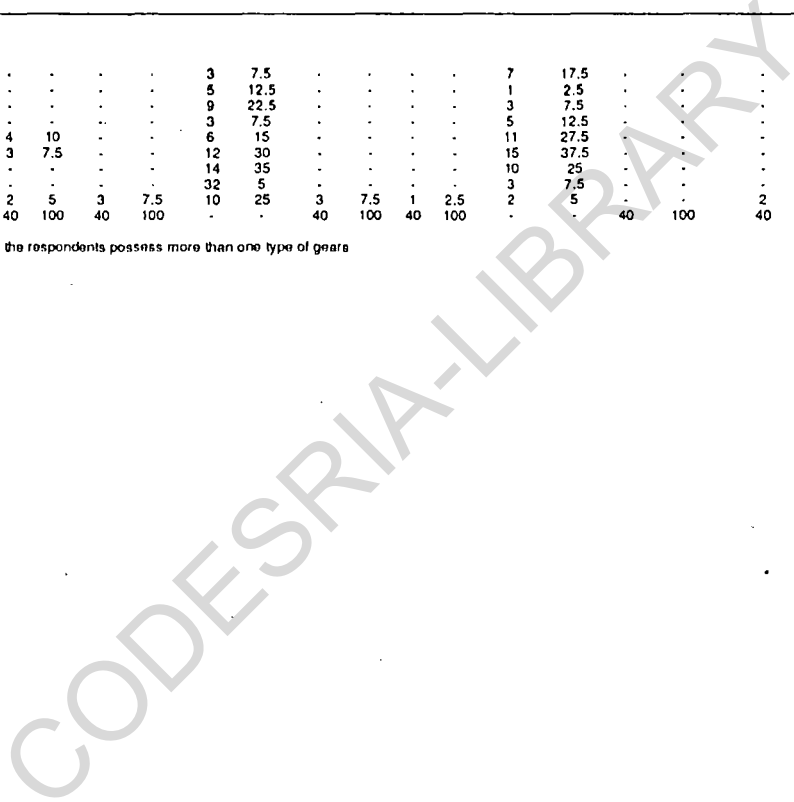 - - - - 3 7.5 - - - - 7 17.5 - - -
- - - - 5 12.5 - - - - 1 2.5 - - -
- - - - 9 22.5 - - - - 3 7.5 - - -
- - - - 3 7.5 - - - - 5 12.5 - - -
4 10 - - 6 15 - - - - 11 27.5 - - -
3 7.5 - - 12 30 - - - - 15 37.5 - - -
- - - - 14 35 - - - - 10 25 - - -
- - - - 32 5 - - - - 3 7.5 - - -
2 5 3 7.5 10 25 3 7.5 1 2.5 2 5 - - 2
40 100 40 100 - - 40 100 40 100 - - 40 100 40
the respondents possess more than one type of gears
CODESRIA-LIBRARY